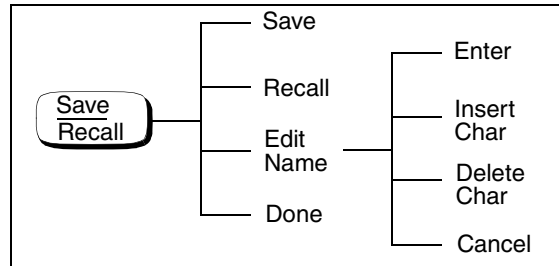 Save
Recall
Save
Recall
Edit
Name
Done
Enter
Insert
Char
Delete
Char
Cancel